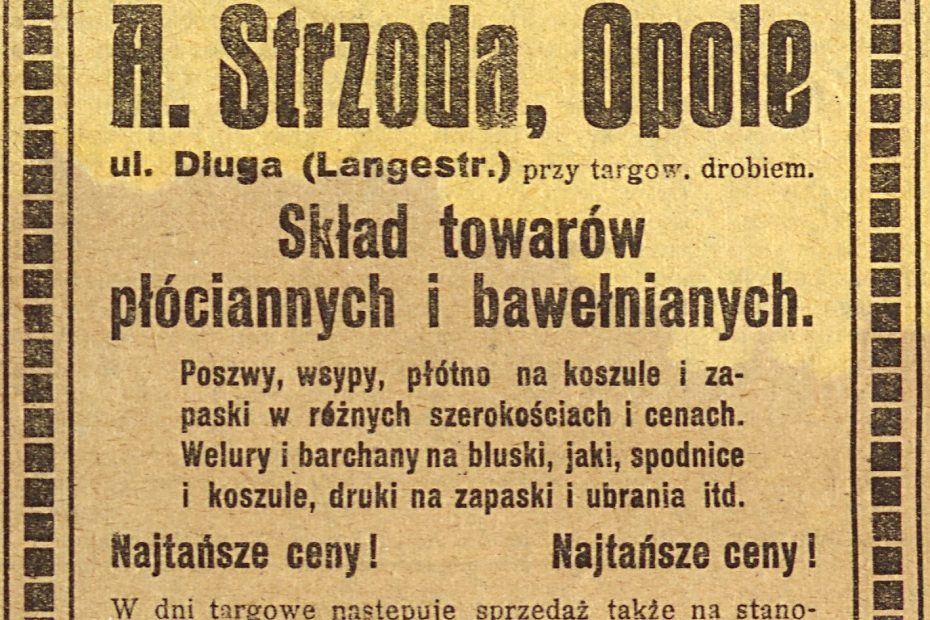 A. Strzoda, Opole
ul. Długa (Langestr.) przy targow. drobiem.
Skład towarów
płóciannych i bawełnianych.
Poszwy, wsypy, płótno na koszule i za-
paski w różnych szerokościach i cenach.
Welury i barchany na bluski, jaki, spodnice
i koszule, druki na zapaski i ubrania itd.
Najtańsze ceny! Najtańsze ceny!
W dni targowe następuje sprzedaż także na stano-